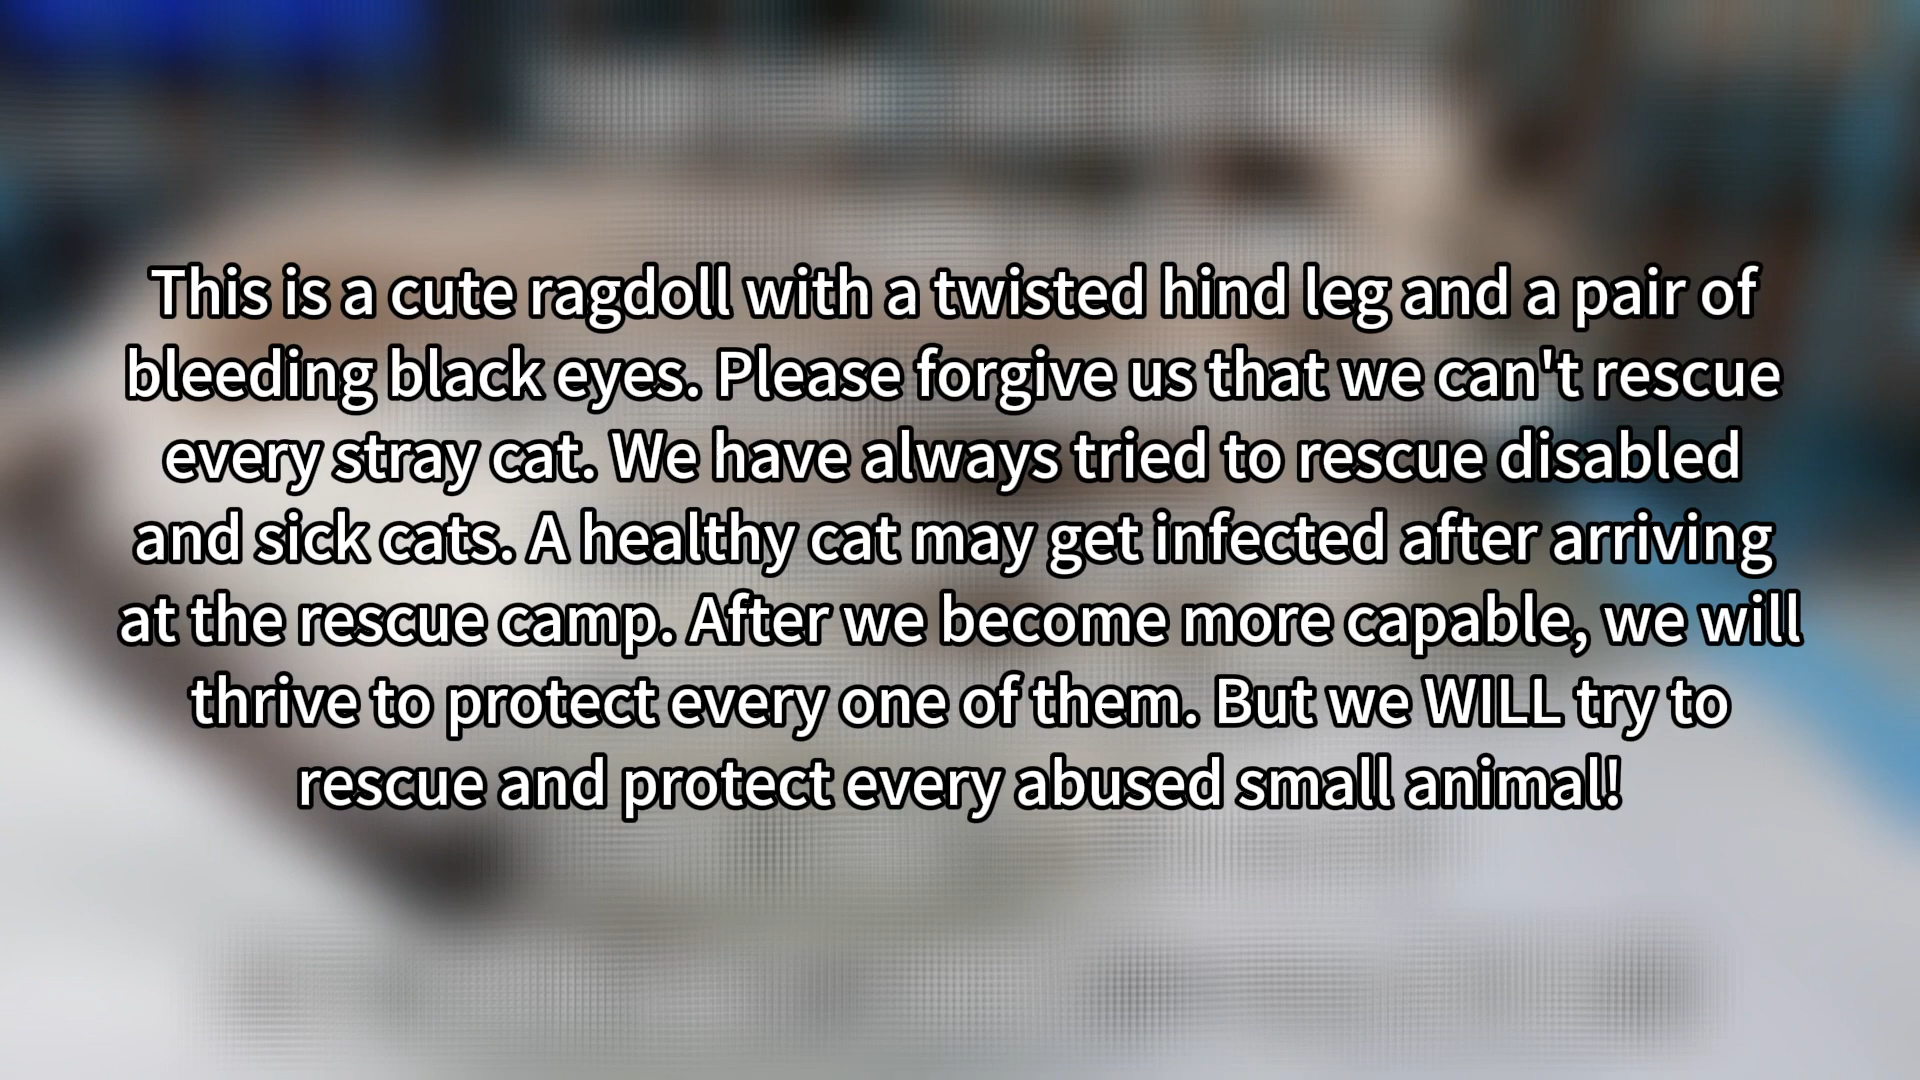 This is a cute ragdoll with a twisted hind leg and a pair of
bleeding black eyes. Please forgive us that we can't rescue
every stray cat. We have always tried to rescue disabled
and sick cats. A healthy cat may get infected after arriving
at the rescue camp. After we become more capable, we will
thrive to protect every one of them. But we WILL try to
rescue and protect every abused small animal!